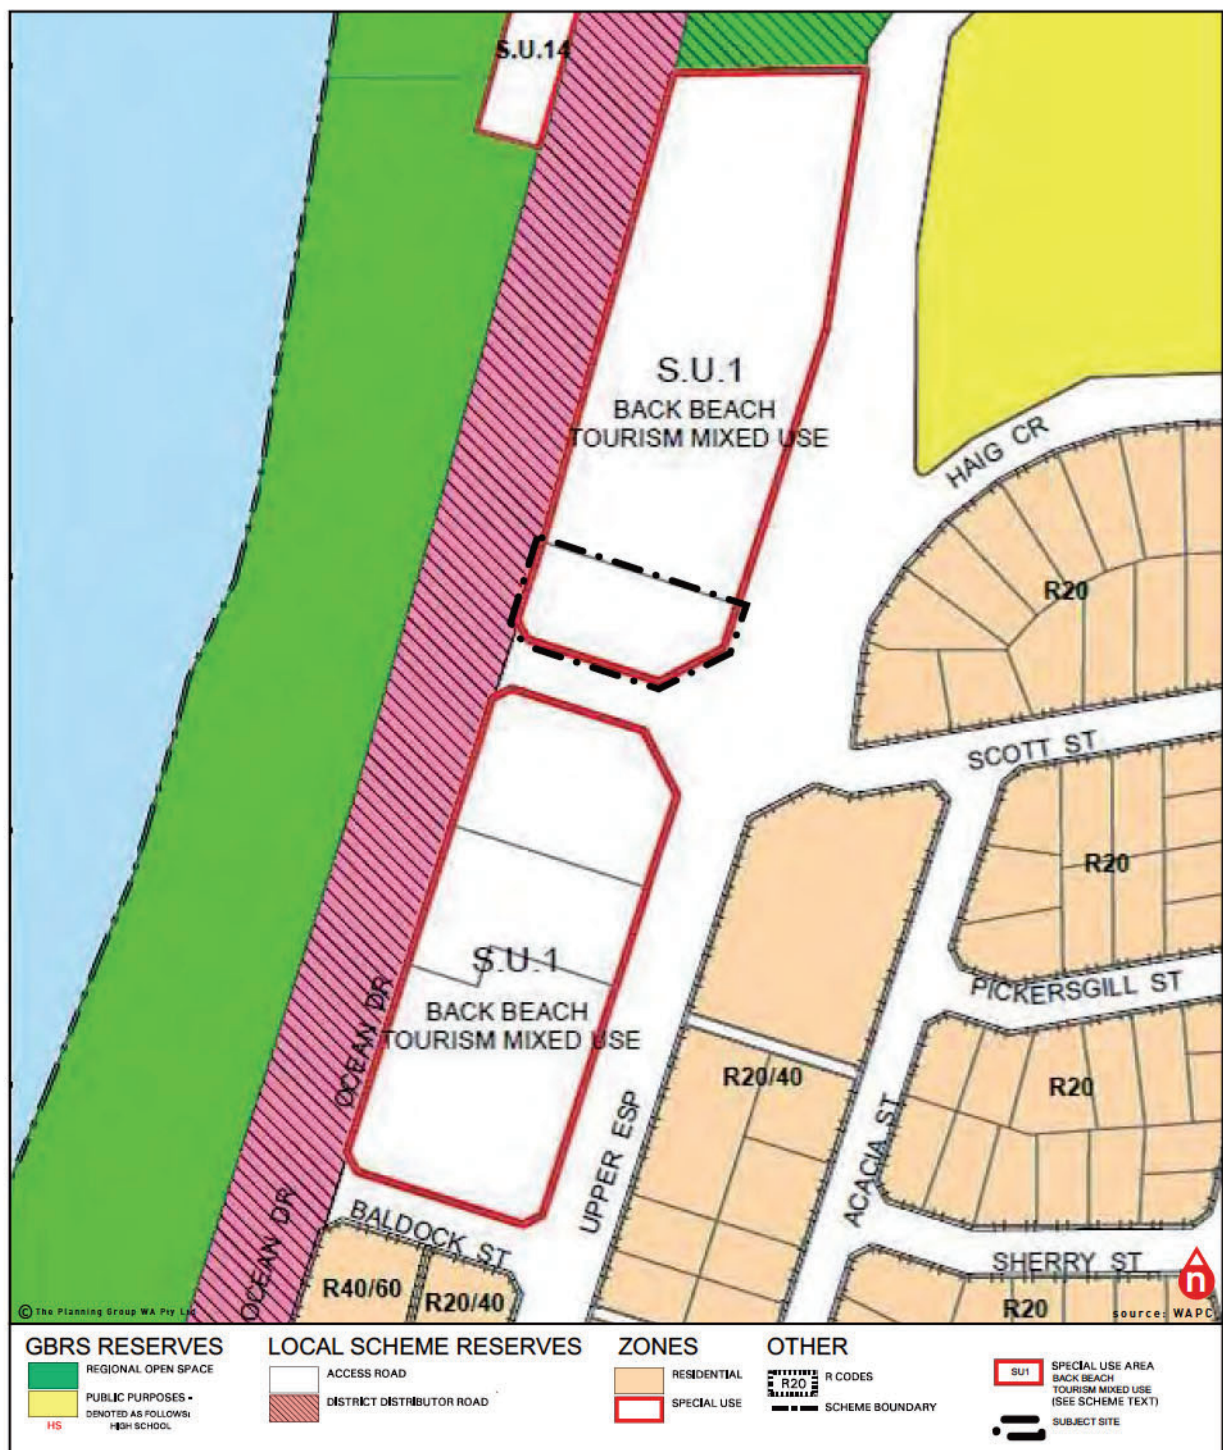 S.U.14
S.U.1
BACK BEACH
TOURISM MIXED USE
HAIG CR
R20
SCOTT ST
R20
S.U.1
BACK BEACH
TOURISM MIXED USE
OCEAN DR
PICKERSGILL ST
R20/40
R20
UPPER ESP
ACACIA ST
OCEAN DR
BALDOCK ST
R40/60
R20/40
SHERRY ST
R20
n
© The Planning Group WA Pty Ltd
source: WAPC
GBRS RESERVES
REGIONAL OPEN SPACE
PUBLIC PURPOSES -
DENOTED AS FOLLOWS:
HS HIGH SCHOOL
LOCAL SCHEME RESERVES
ACCESS ROAD
DISTRICT DISTRIBUTOR ROAD
ZONES
RESIDENTIAL
SPECIAL USE
OTHER
R20 R CODES
SCHEME BOUNDARY
SU1 SPECIAL USE AREA
BACK BEACH
TOURISM MIXED USE
(SEE SCHEME TEXT)
SUBJECT SITE